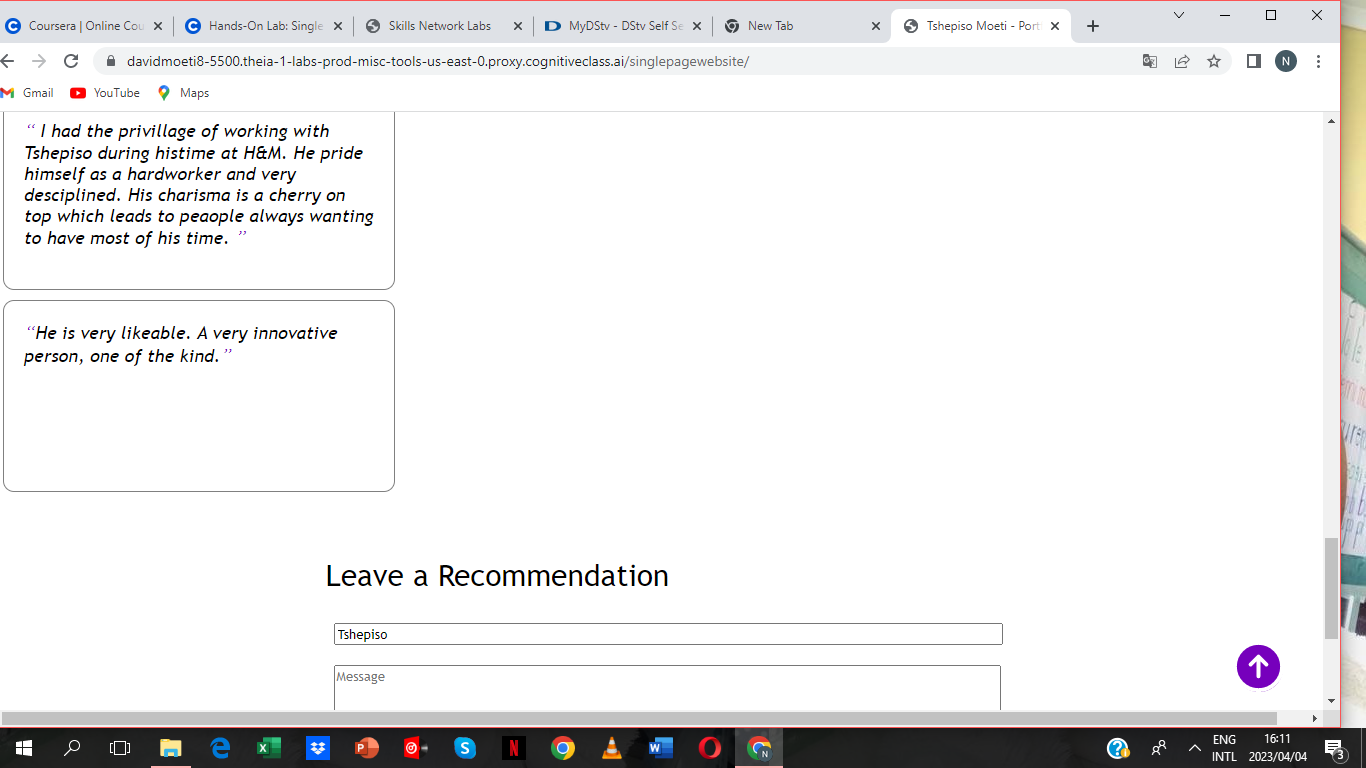 Coursera | Online Cou
Hands-On Lab: Single
Skills Network Labs
MyDStv - DStv Self Se
New Tab
Tshepiso Moeti - Port
davidmoeti8-5500.theia-1-labs-prod-misc-tools-us-east-0.proxy.cognitiveclass.ai/singlepagewebsite/
N
Gmail
YouTube
Maps
“ I had the privillage of working with
Tshepiso during histime at H&M. He pride
himself as a hardworker and very
desciplined. His charisma is a cherry on
top which leads to peaople always wanting
to have most of his time. ”
“He is very likeable. A very innovative
person, one of the kind.”
Leave a Recommendation
Tshepiso
Message
ENG
INTL
16:11
2023/04/04
3